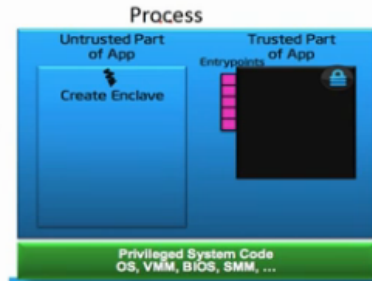 Process
Untrusted Part
of App
Trusted Part
of App
Entrypoints
Create Enclave
Privileged System Code
OS, VMM, BIOS, SMM, ...